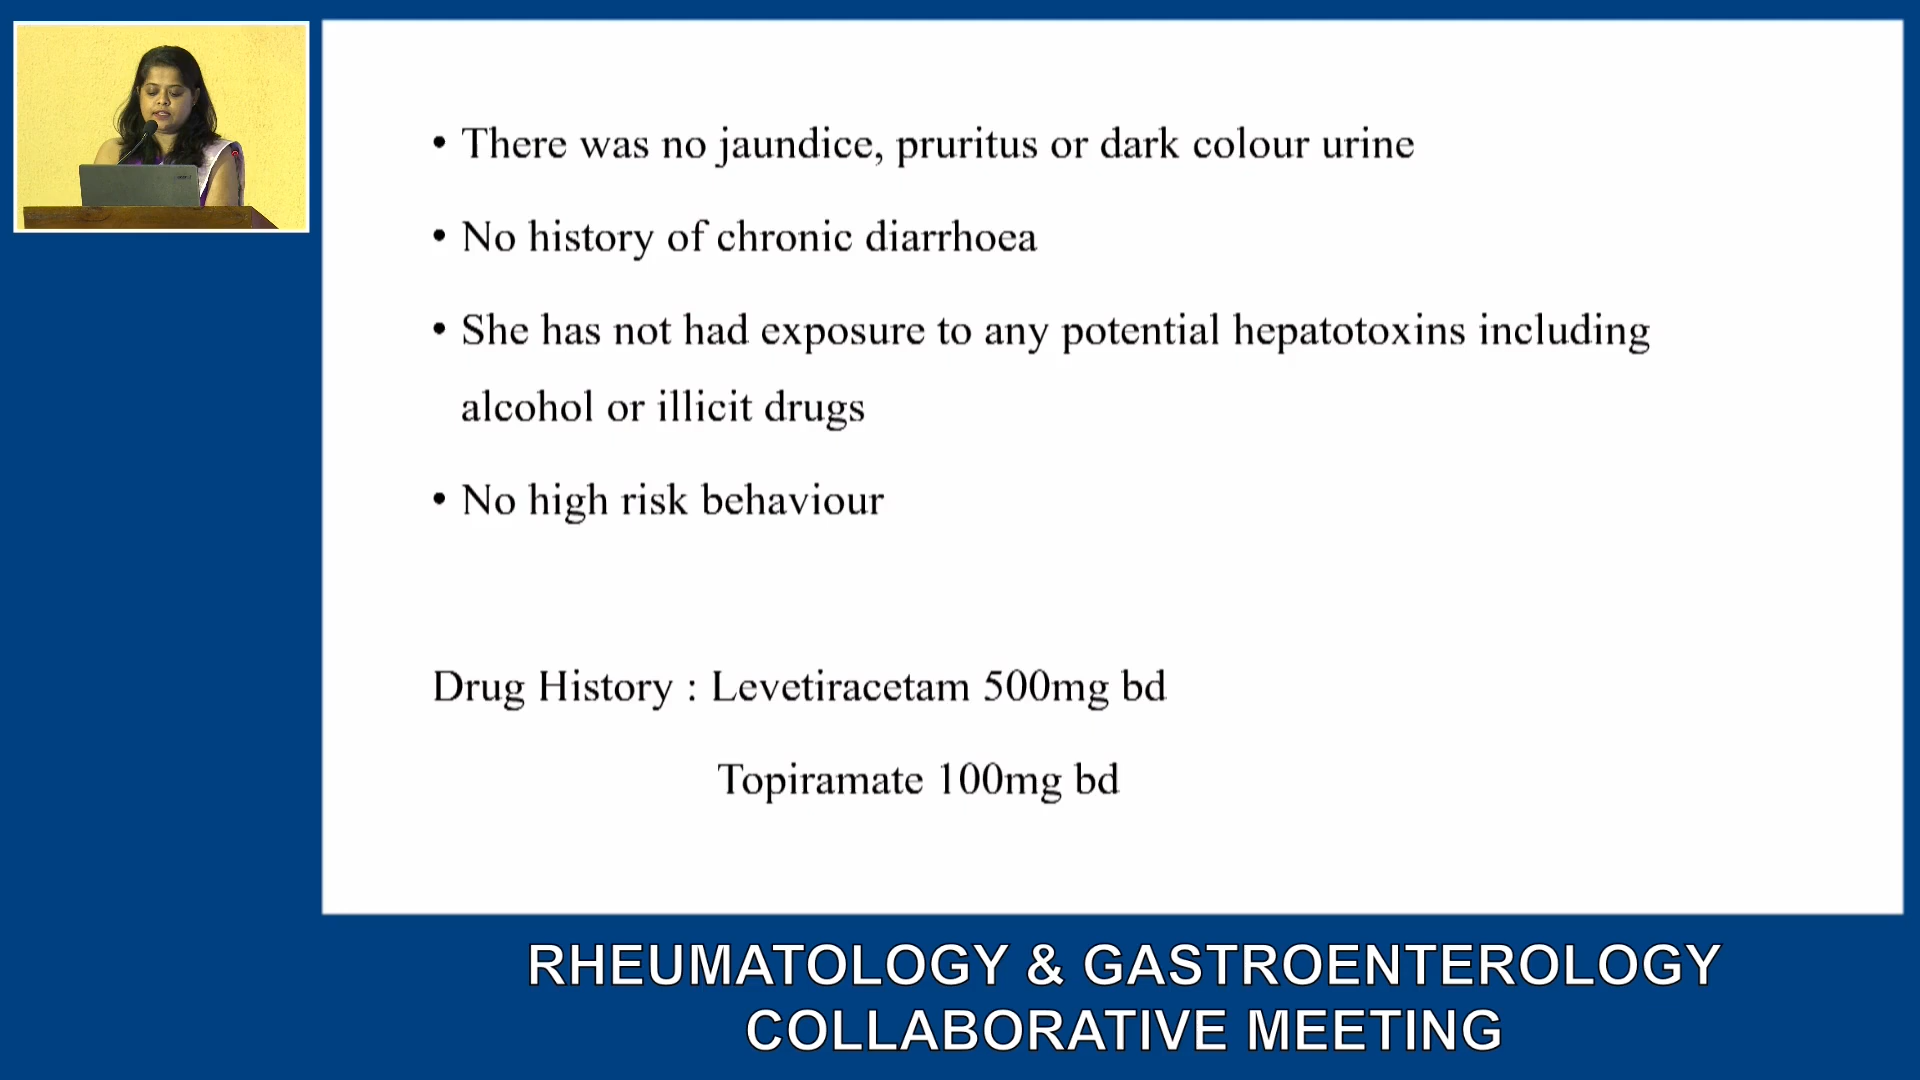 • There was no jaundice, pruritus or dark colour urine
• No history of chronic diarrhoea
• She has not had exposure to any potential hepatotoxins including
alcohol or illicit drugs
• No high risk behaviour
Drug History : Levetiracetam 500mg bd
Topiramate 100mg bd
RHEUMATOLOGY & GASTROENTEROLOGY
COLLABORATIVE MEETING